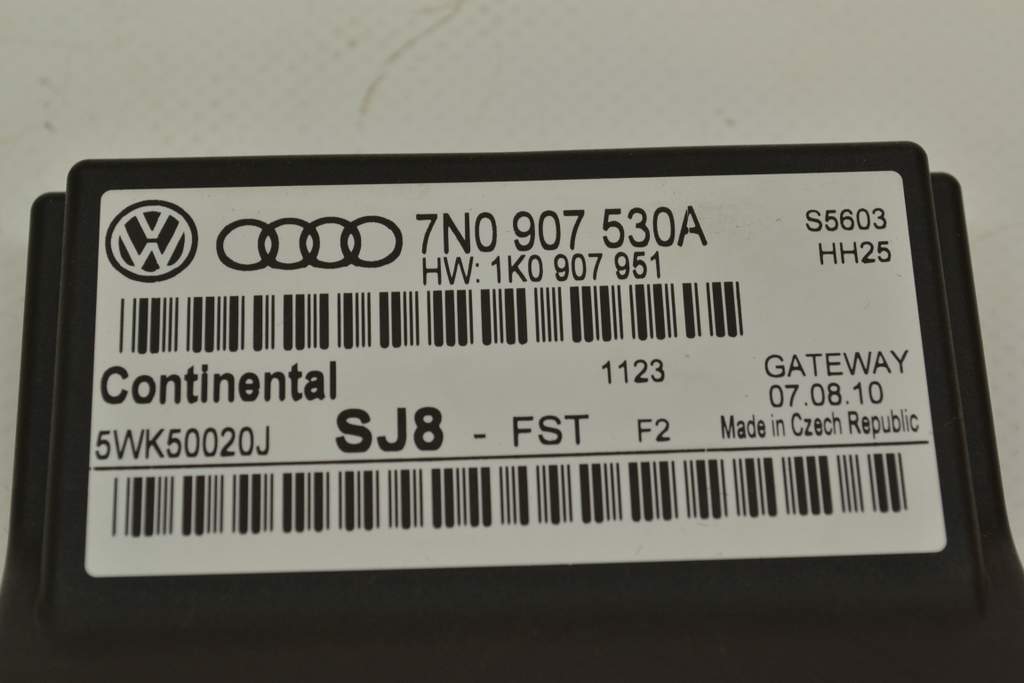 7N0 907 530A S5603
HW: 1K0 907 951 HH25
Continental 1123 GATEWAY
07.08.10
5WK50020J SJ8 - FST F2 Made in Czech Republic